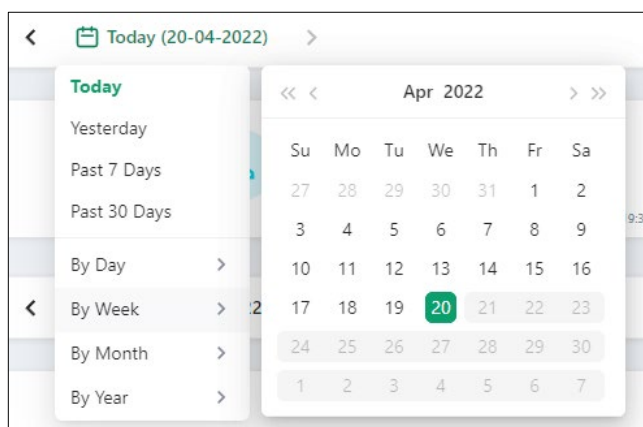 Today (20-04-2022)
Today
Yesterday
Past 7 Days
Past 30 Days
By Day
By Week
By Month
By Year
Apr 2022
Su Mo Tu We Th Fr Sa
27 28 29 30 31 1 2
3 4 5 6 7 8 9
10 11 12 13 14 15 16
17 18 19 20 21 22 23
24 25 26 27 28 29 30
1 2 3 4 5 6 7